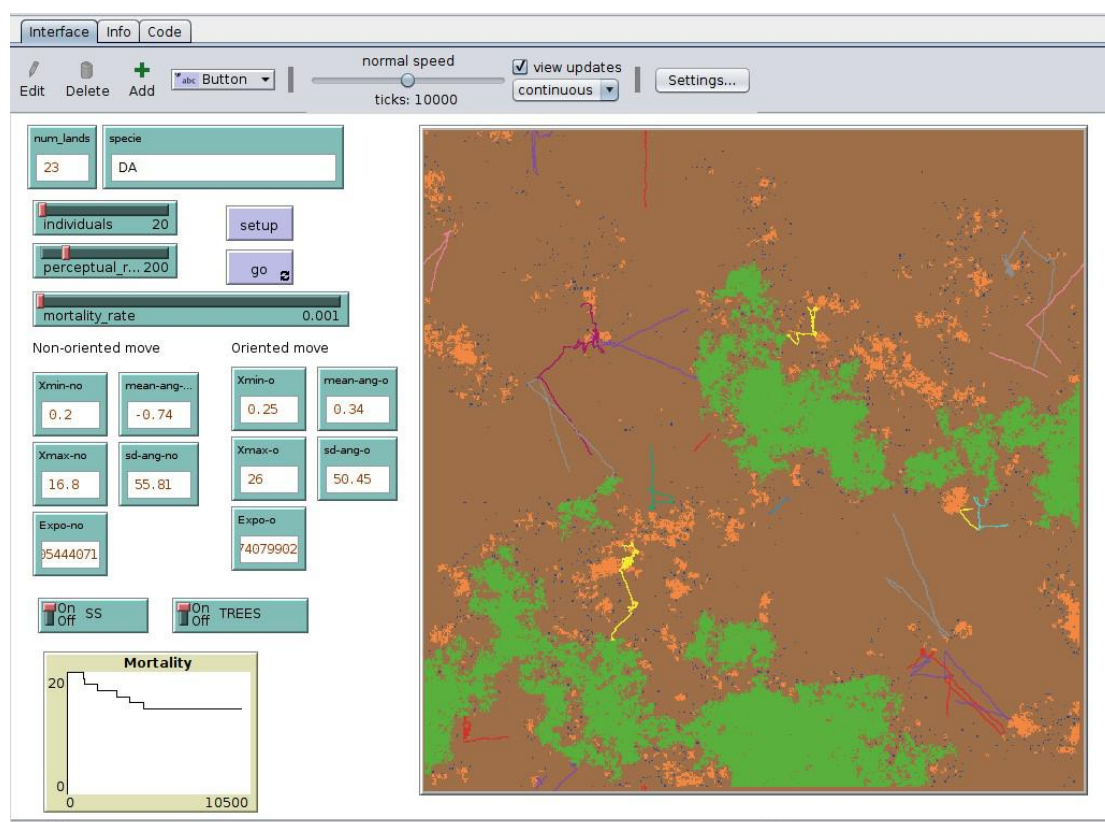 Interface Info Code
normal speed
view updates
Edit Delete Add abc Button continuous Settings...
ticks: 10000
num_lands specie
23 DA
individuals 20 setup
perceptual_r... 200 go
mortality_rate 0.001
Non-oriented move Oriented move
Xmin-no mean-ang-... Xmin-o mean-ang-o
0.2 -0.74 0.25 0.34
Xmax-no sd-ang-no Xmax-o sd-ang-o
16.8 55.81 26 50.45
Expo-no Expo-o
05444071 74079902
On SS On TREES
Off Off
Mortality
20
0
0 10500